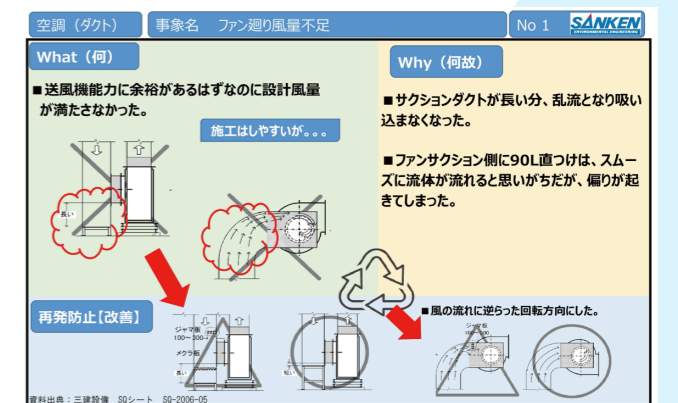 空調（ダクト）
事象名　ファン廻り風量不足
No 1
SANKEN
ENVIRONMENTAL ENGINEERING
What（何）
■送風機能力に余裕があるはずなのに設計風量
が満たさなかった。
施工はしやすいが。。。
長い
Why（何故）
■サクションダクトが長い分、乱流となり吸い
込まなくなった。
■ファンサクション側に90L直つけは、スムー
ズに流体が流れると思いがちだが、偏りが起
きてしまった。
再発防止【改善】
ジャマ板
100～300
メクラ板
長い
短い
■風の流れに逆らった回転方向にした。
ジャマ板
100～300
資料出典：三建設備　SQシート　SQ-2006-05